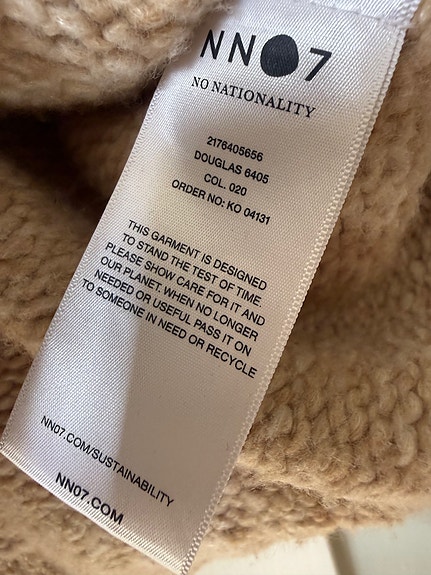 NN07
NO NATIONALITY
2176405656
DOUGLAS 6405
COL. 020
ORDER NO: KO 04131
THIS GARMENT IS DESIGNED
TO STAND THE TEST OF TIME.
PLEASE SHOW CARE FOR IT AND
OUR PLANET. WHEN NO LONGER
NEEDED OR USEFUL PASS IT ON
TO SOMEONE IN NEED OR RECYCLE
NN07.COM/SUSTAINABILITY
NN07.COM